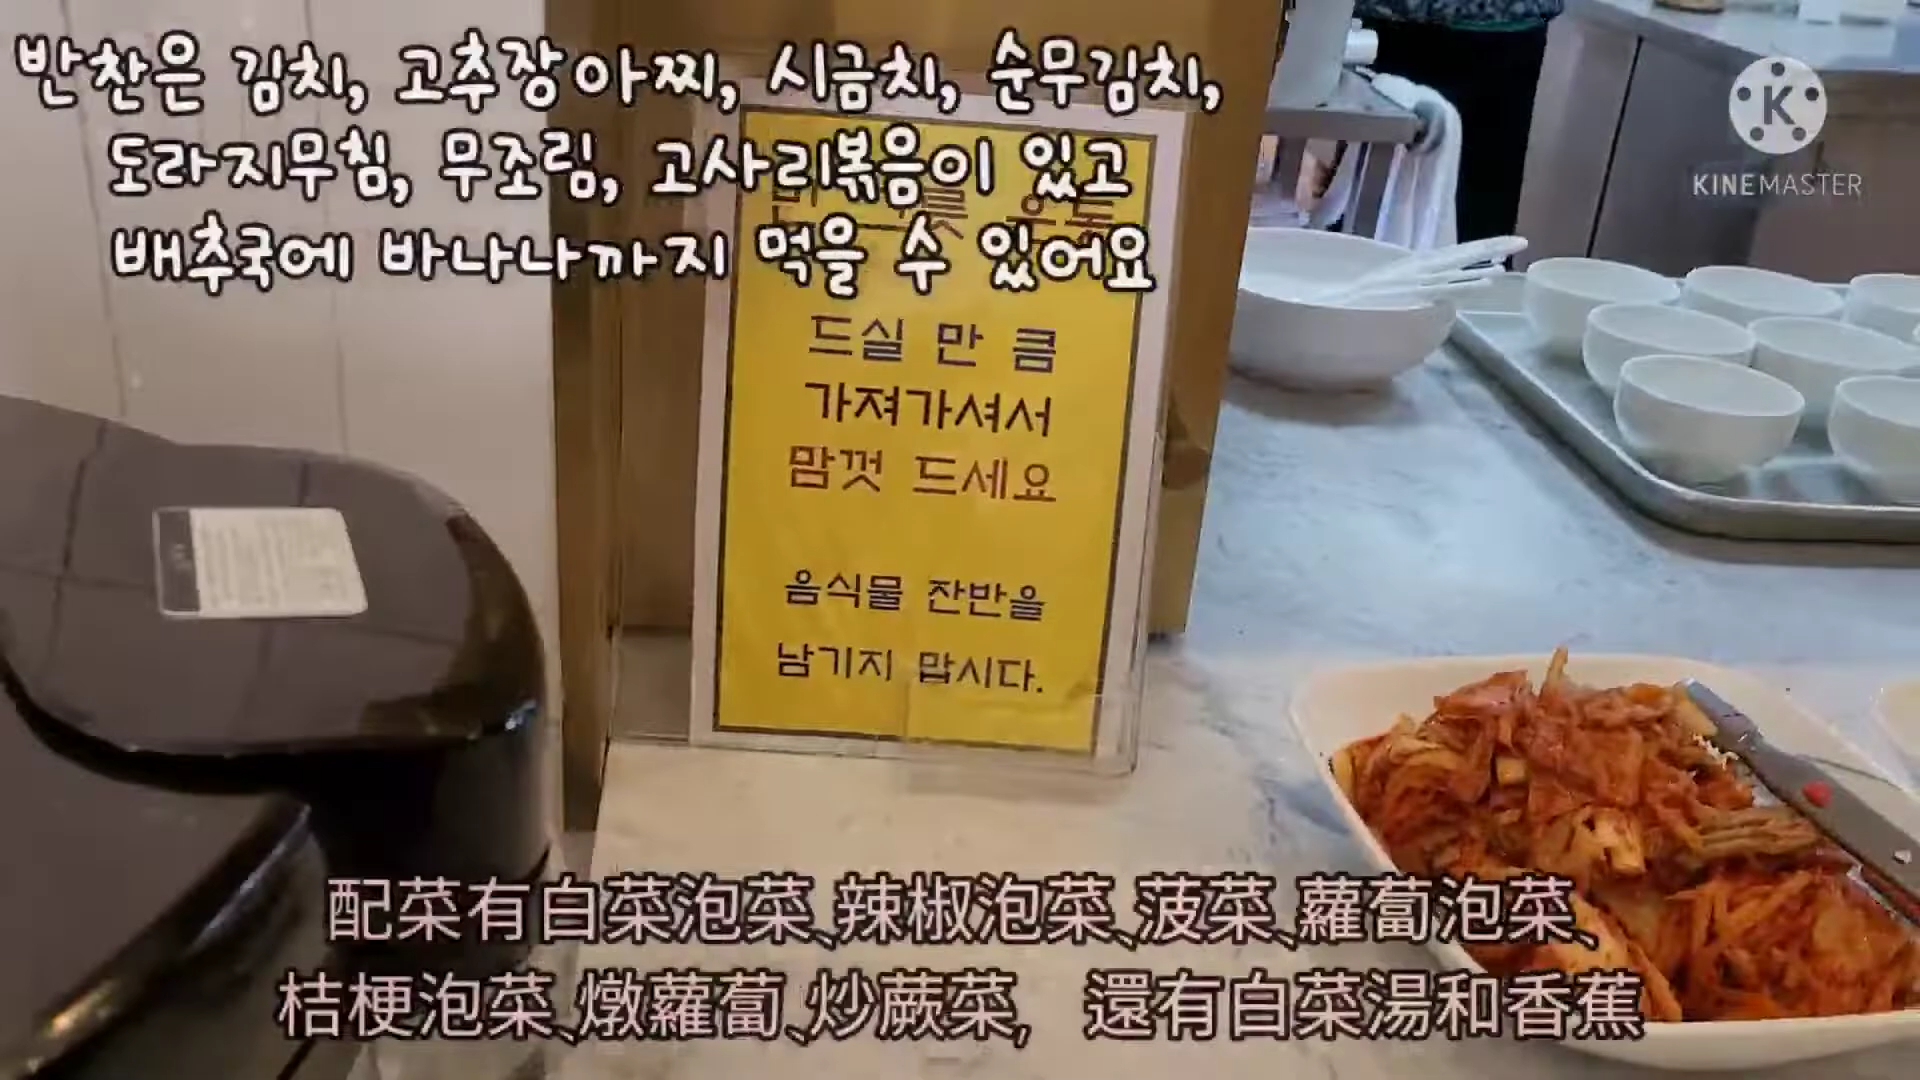 반찬은 김치, 고추장아찌, 시금치, 순무김치,
도라지무침, 무조림, 고사리볶음이 있고
배추국에 바나나까지 먹을 수 있어요
KINEMASTER
드실 만 큼
가져가셔서
맘껏 드세요
음식물 잔반을
남기지 맙시다.
配菜有白菜泡菜、辣椒泡菜、菠菜、蘿蔔泡菜、
桔梗泡菜、燉蘿蔔、炒蕨菜, 還有白菜湯和香蕉